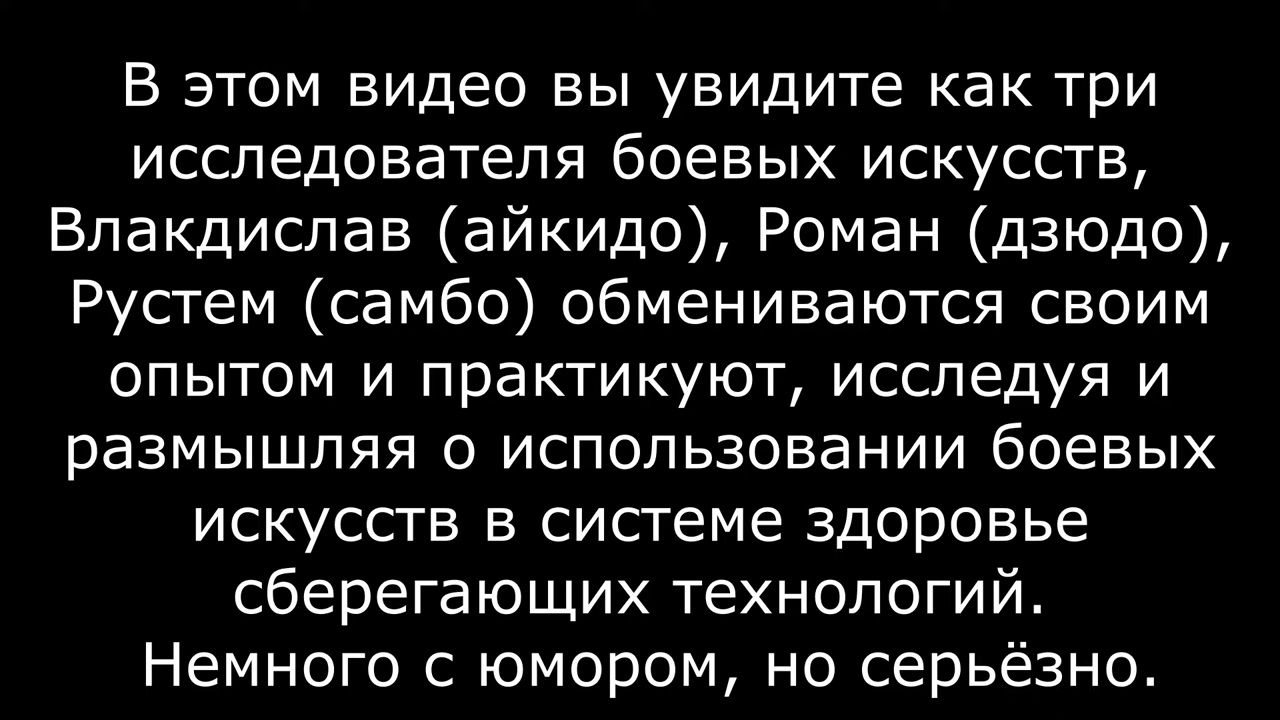 В этом видео вы увидите как три
исследователя боевых искусств,
Влакдислав (айкидо), Роман (дзюдо),
Рустем (самбо) обмениваются своим
опытом и практикуют, исследуя и
размышляя о использовании боевых
искусств в системе здоровье
сберегающих технологий.
Немного с юмором, но серьёзно.